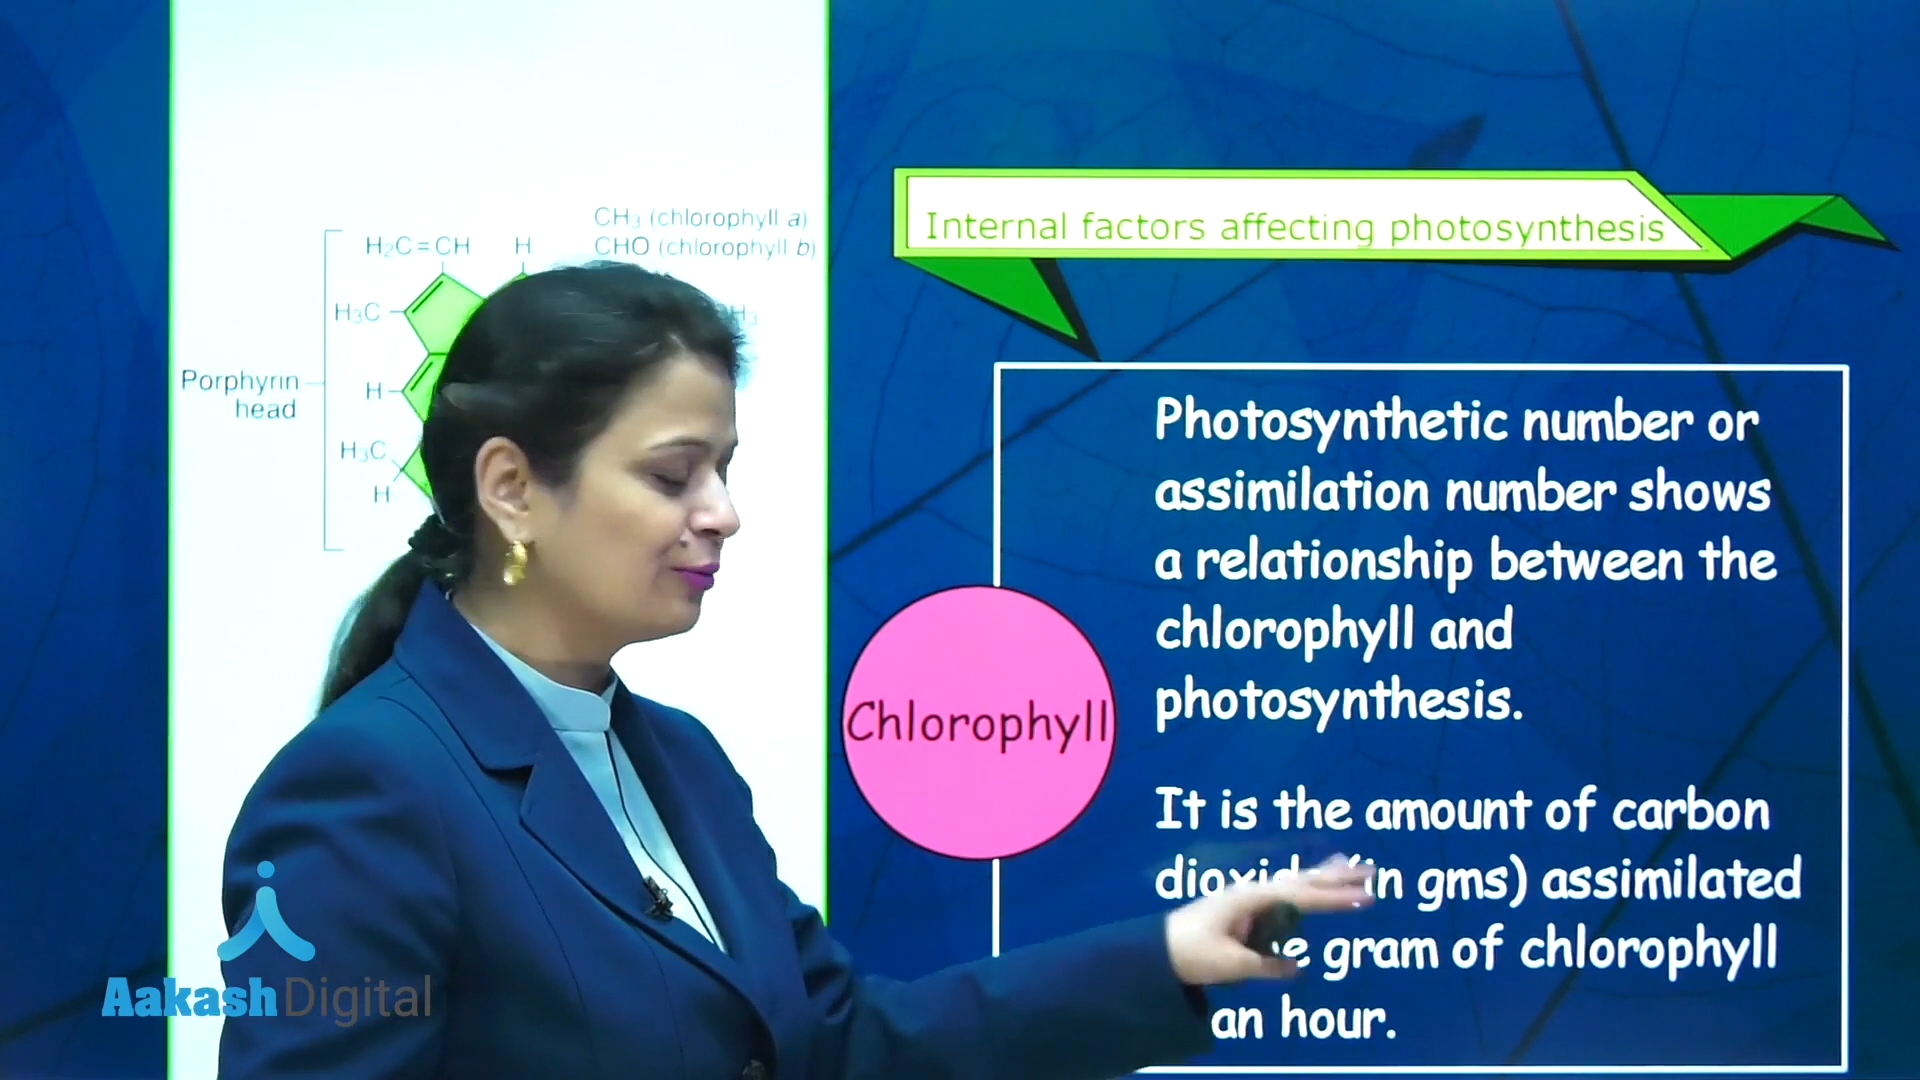 CH₃ (chlorophyll a)
CHO (chlorophyll b)
H₂C=CH H
H₃C
H₃
Porphyrin
head
H
H₃C
H
Internal factors affecting photosynthesis
Photosynthetic number or
assimilation number shows
a relationship between the
chlorophyll and
photosynthesis.
Chlorophyll
It is the amount of carbon
(in gms) assimilated
gram of chlorophyll
an hour.
Aakash Digital